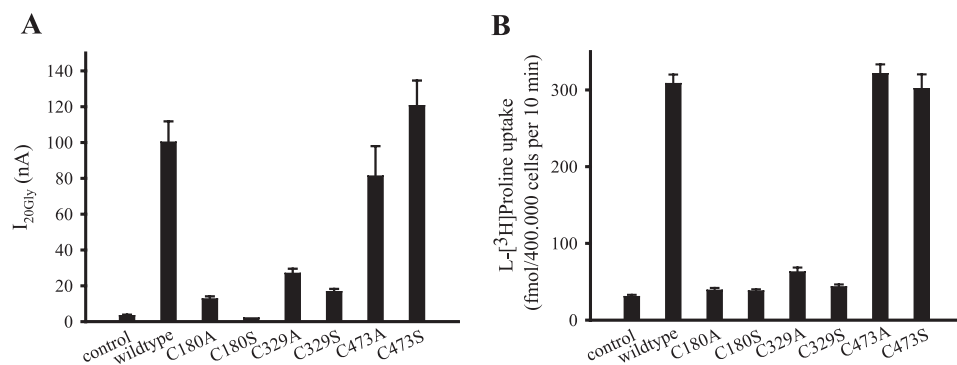 A
I20Gly (nA)
140
120
100
80
60
40
20
0
control
wildtype
C180A
C180S
C329A
C329S
C473A
C473S
B
L-[3H]Proline uptake
(fmol/400.000 cells per 10 min)
300
200
100
0
control
wildtype
C180A
C180S
C329A
C329S
C473A
C473S